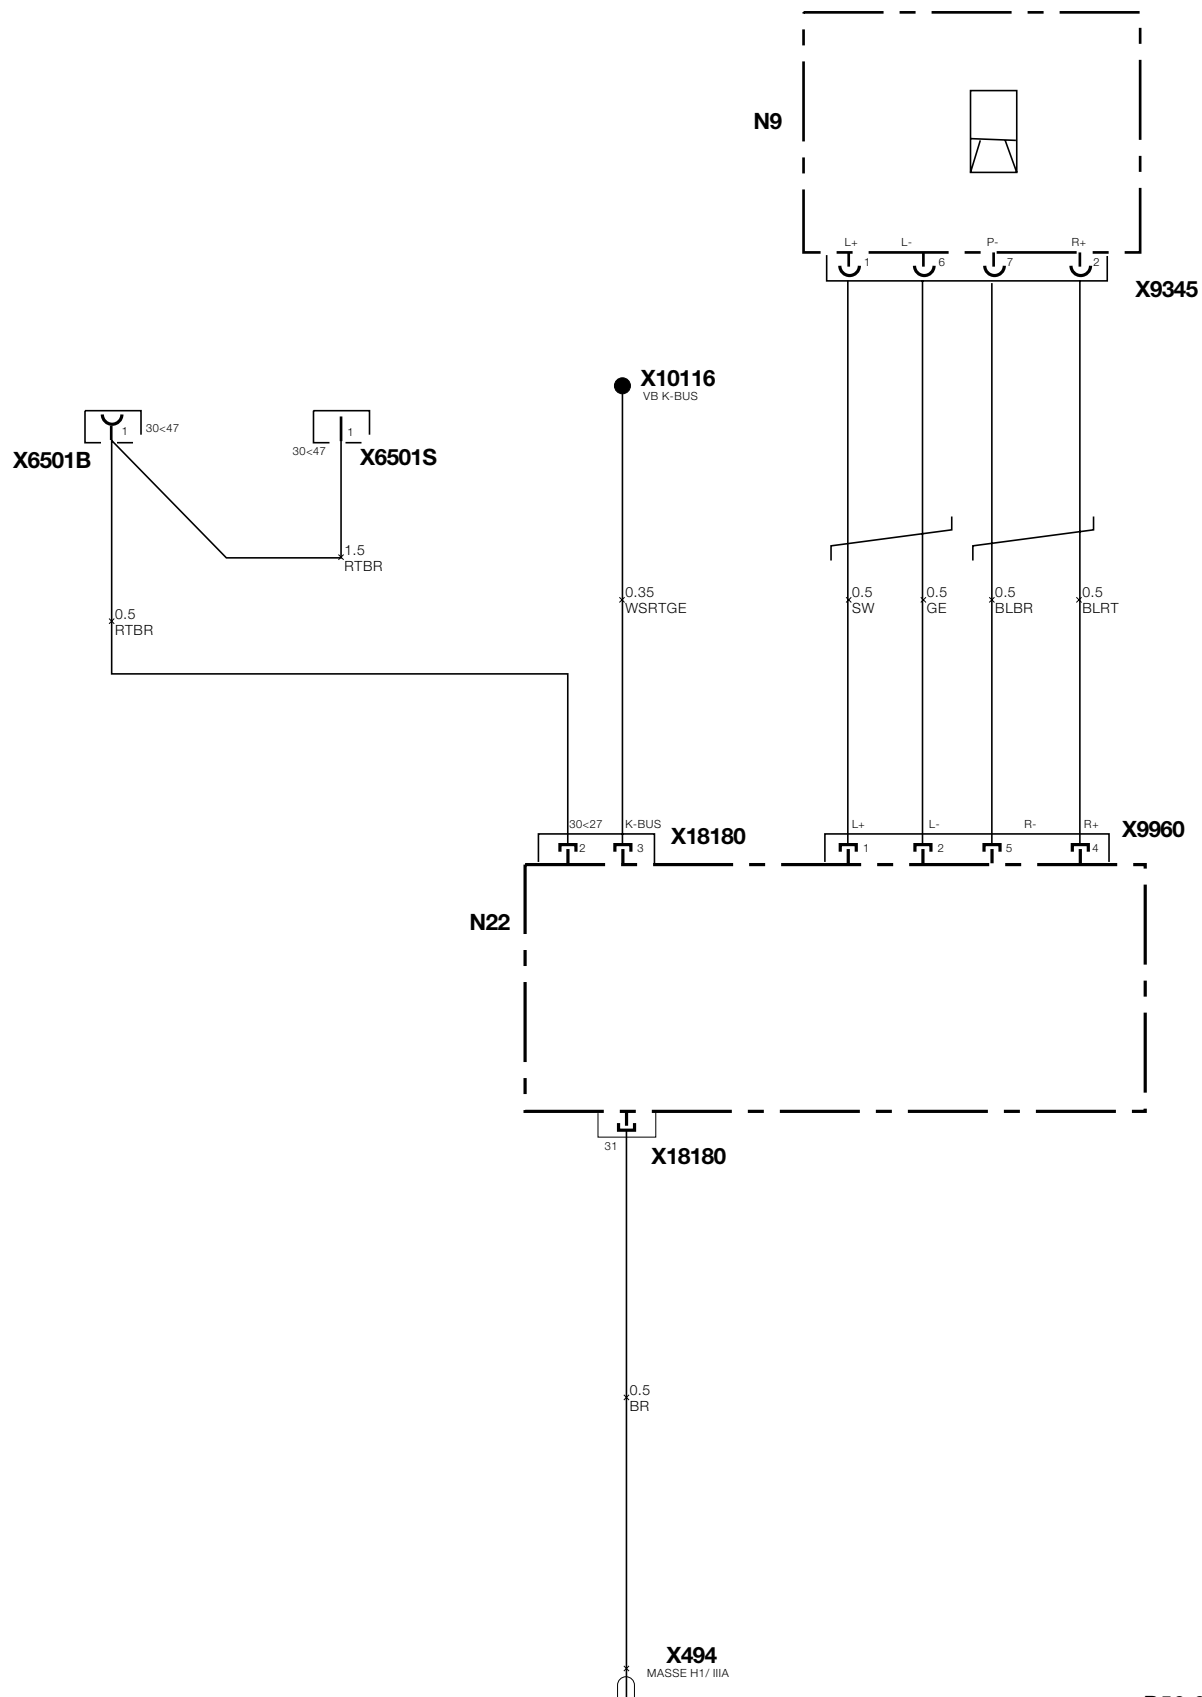 N9
L+ L- P- R+
1 6 7 2
X9345
X10116
VB K-BUS
1 30<47
X6501B
1
30<47
X6501S
1.5
RTBR
0.5
RTBR
0.35
WSRTGE
0.5
SW
0.5
GE
0.5
BLBR
0.5
BLRT
30<27 K-BUS
2 3
X18180
L+ L- R- R+
1 2 5 4
X9960
N22
31
X18180
0.5
BR
X494
MASSE H1/ IIIA